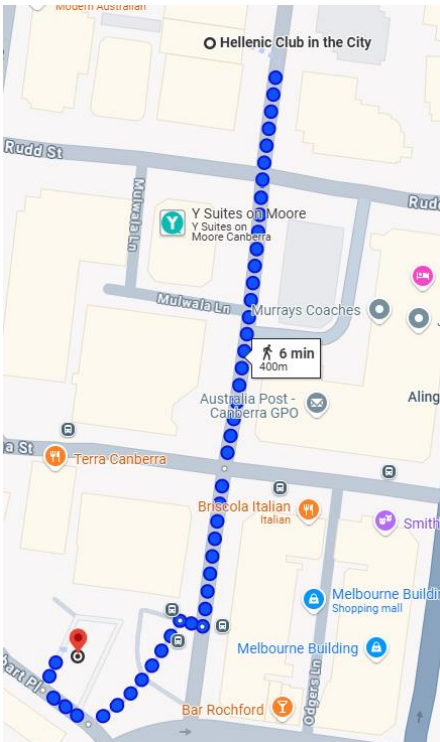 Modern Australian
Hellenic Club in the City
Rudd St
Rudd
Mulwala Ln
Y Suites on Moore
Y Suites on
Moore Canberra
Mulwala Ln
Murrays Coaches
J
6 min
400m
Australia Post -
Canberra GPO
Aling
a St
Terra Canberra
Briscola Italian
Italian
Smith
Melbourne Buildin
Shopping mall
Melbourne Building
Odgers Ln
bart Pl
Bar Rochford